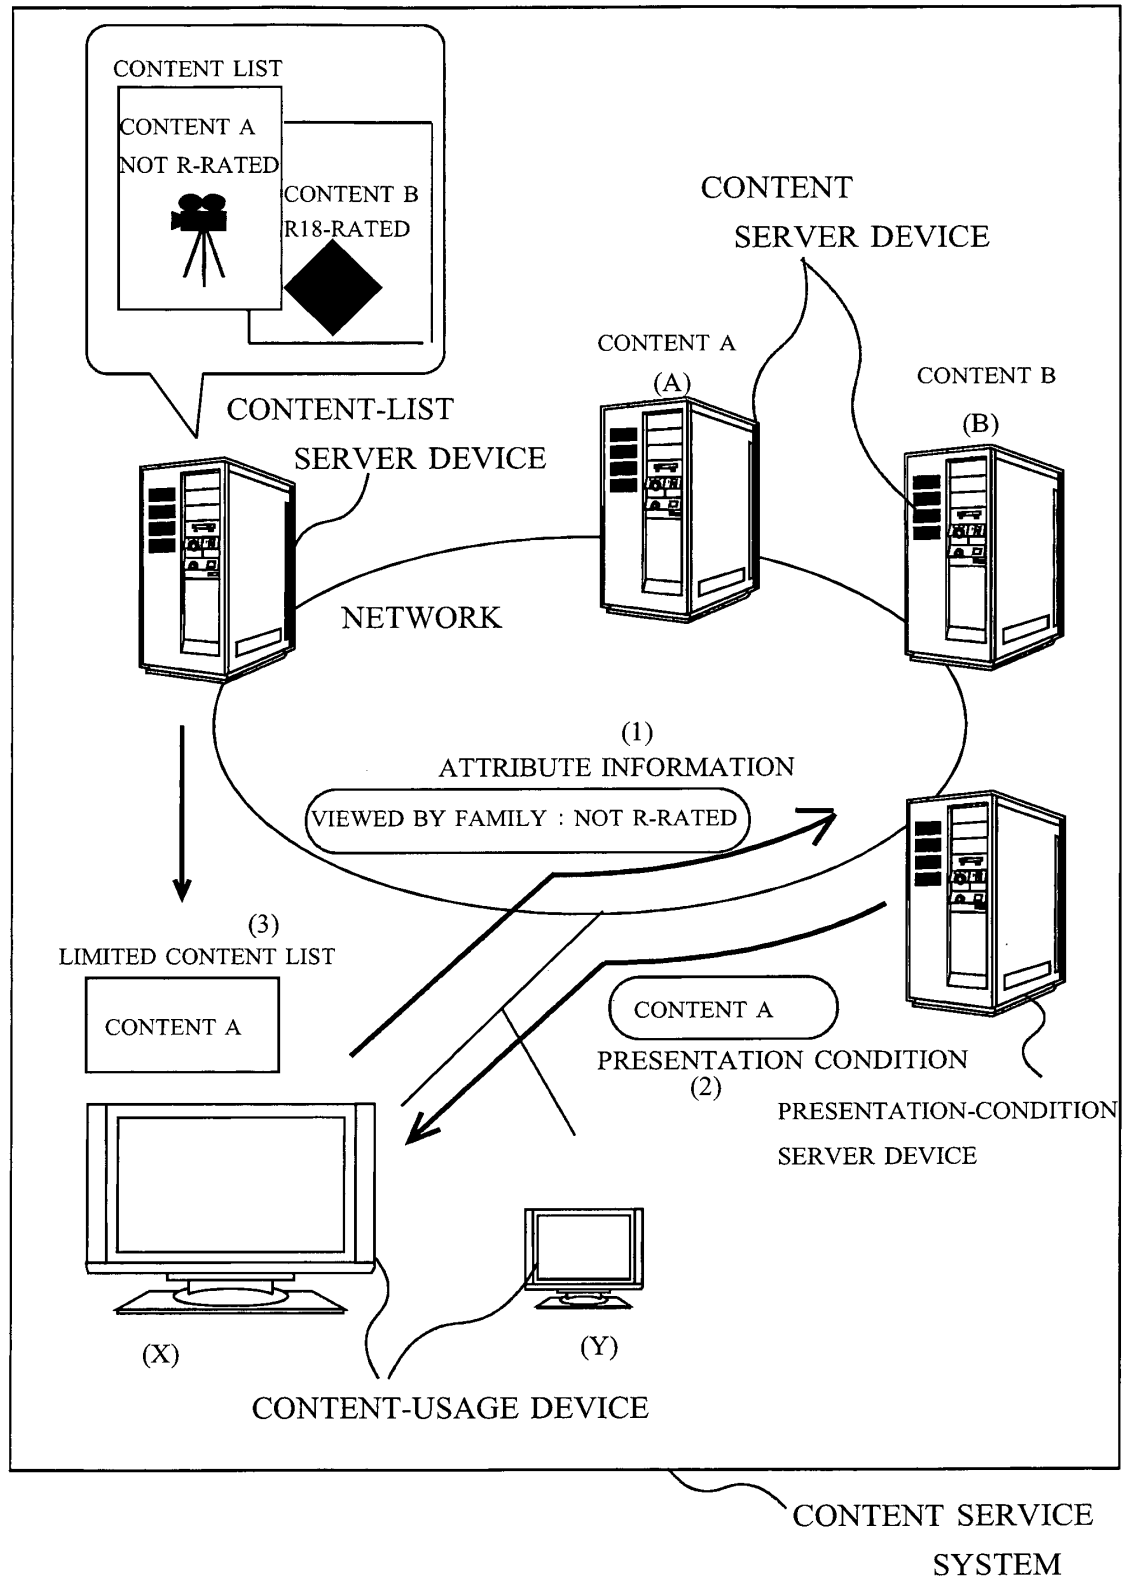 CONTENT LIST
CONTENT A
NOT R-RATED
CONTENT B
R18-RATED
CONTENT
SERVER DEVICE
CONTENT A
(A)
CONTENT B
(B)
CONTENT-LIST
SERVER DEVICE
NETWORK
(1)
ATTRIBUTE INFORMATION
VIEWED BY FAMILY : NOT R-RATED
(3)
LIMITED CONTENT LIST
CONTENT A
CONTENT A
PRESENTATION CONDITION
(2)
PRESENTATION-CONDITION
SERVER DEVICE
(X)
(Y)
CONTENT-USAGE DEVICE
CONTENT SERVICE
SYSTEM